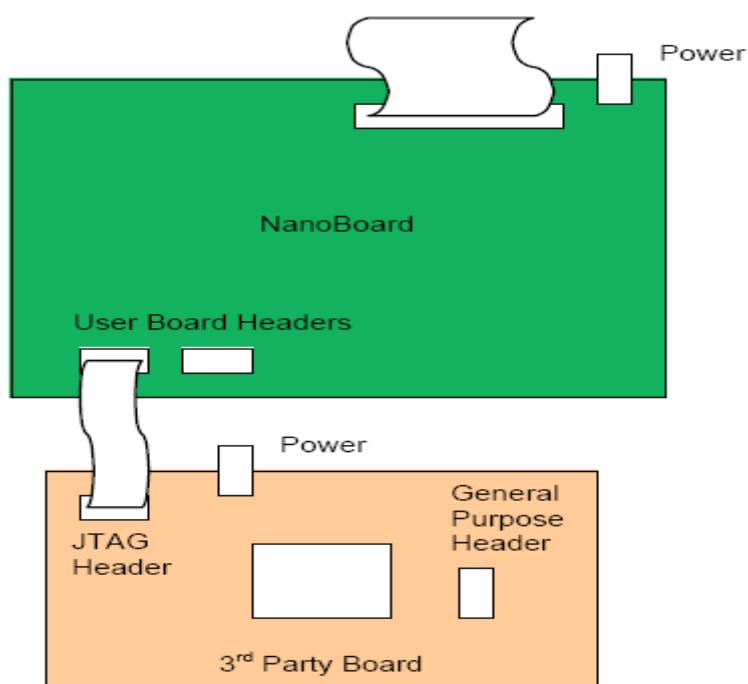 Power
NanoBoard
User Board Headers
Power
General
Purpose
Header
JTAG
Header
3rd Party Board